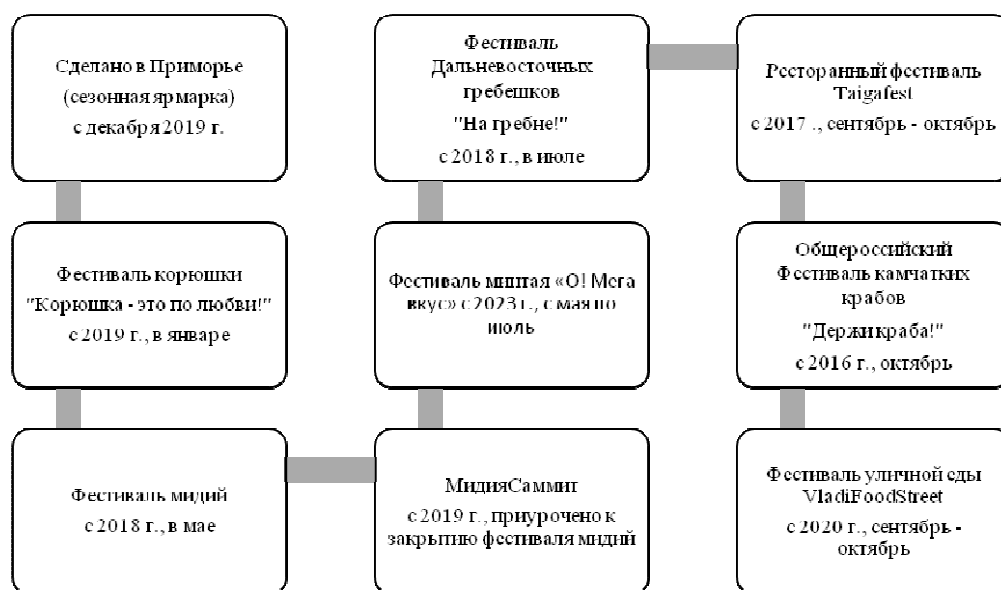 Сделано в Приморье
(сезонная ярмарка)
с декабря 2019 г.
Фестиваль корюшки
"Корюшка - это по любви!"
с 2019 г., в январе
Фестиваль мидий
с 2018 г., в мае
МидияСаммит
с 2019 г., приурочено к
закрытию фестиваля мидий
Фестиваль минтая «О! Мега
вкус» с 2023 г., с мая по
июль
Фестиваль
Дальневосточных
гребешков
"На гребне!"
с 2018 г., в июле
Ресторанный фестиваль
Taigafest
с 2017 ., сентябрь - октябрь
Общероссийский
Фестиваль камчатких
крабов
"Держи краба!"
с 2016 г., октябрь
Фестиваль уличной еды
VladiFoodStreet
с 2020 г., сентябрь -
октябрь